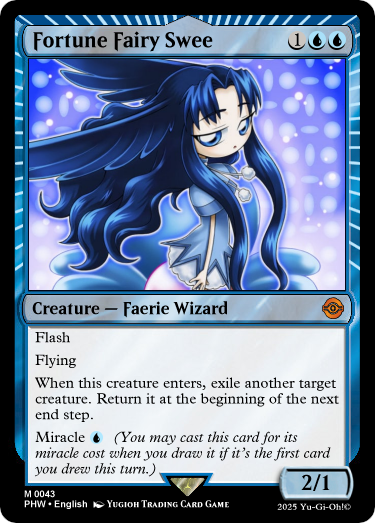 Fortune Fairy Swee 1
Creature — Faerie Wizard
Flash
Flying
When this creature enters, exile another target
creature. Return it at the beginning of the next
end step.
Miracle (You may cast this card for its
miracle cost when you draw it if it's the first card
you drew this turn.)
2/1
M 0043
PHW • English Yugioh Trading Card Game
2025 Yu-Gi-Oh!©